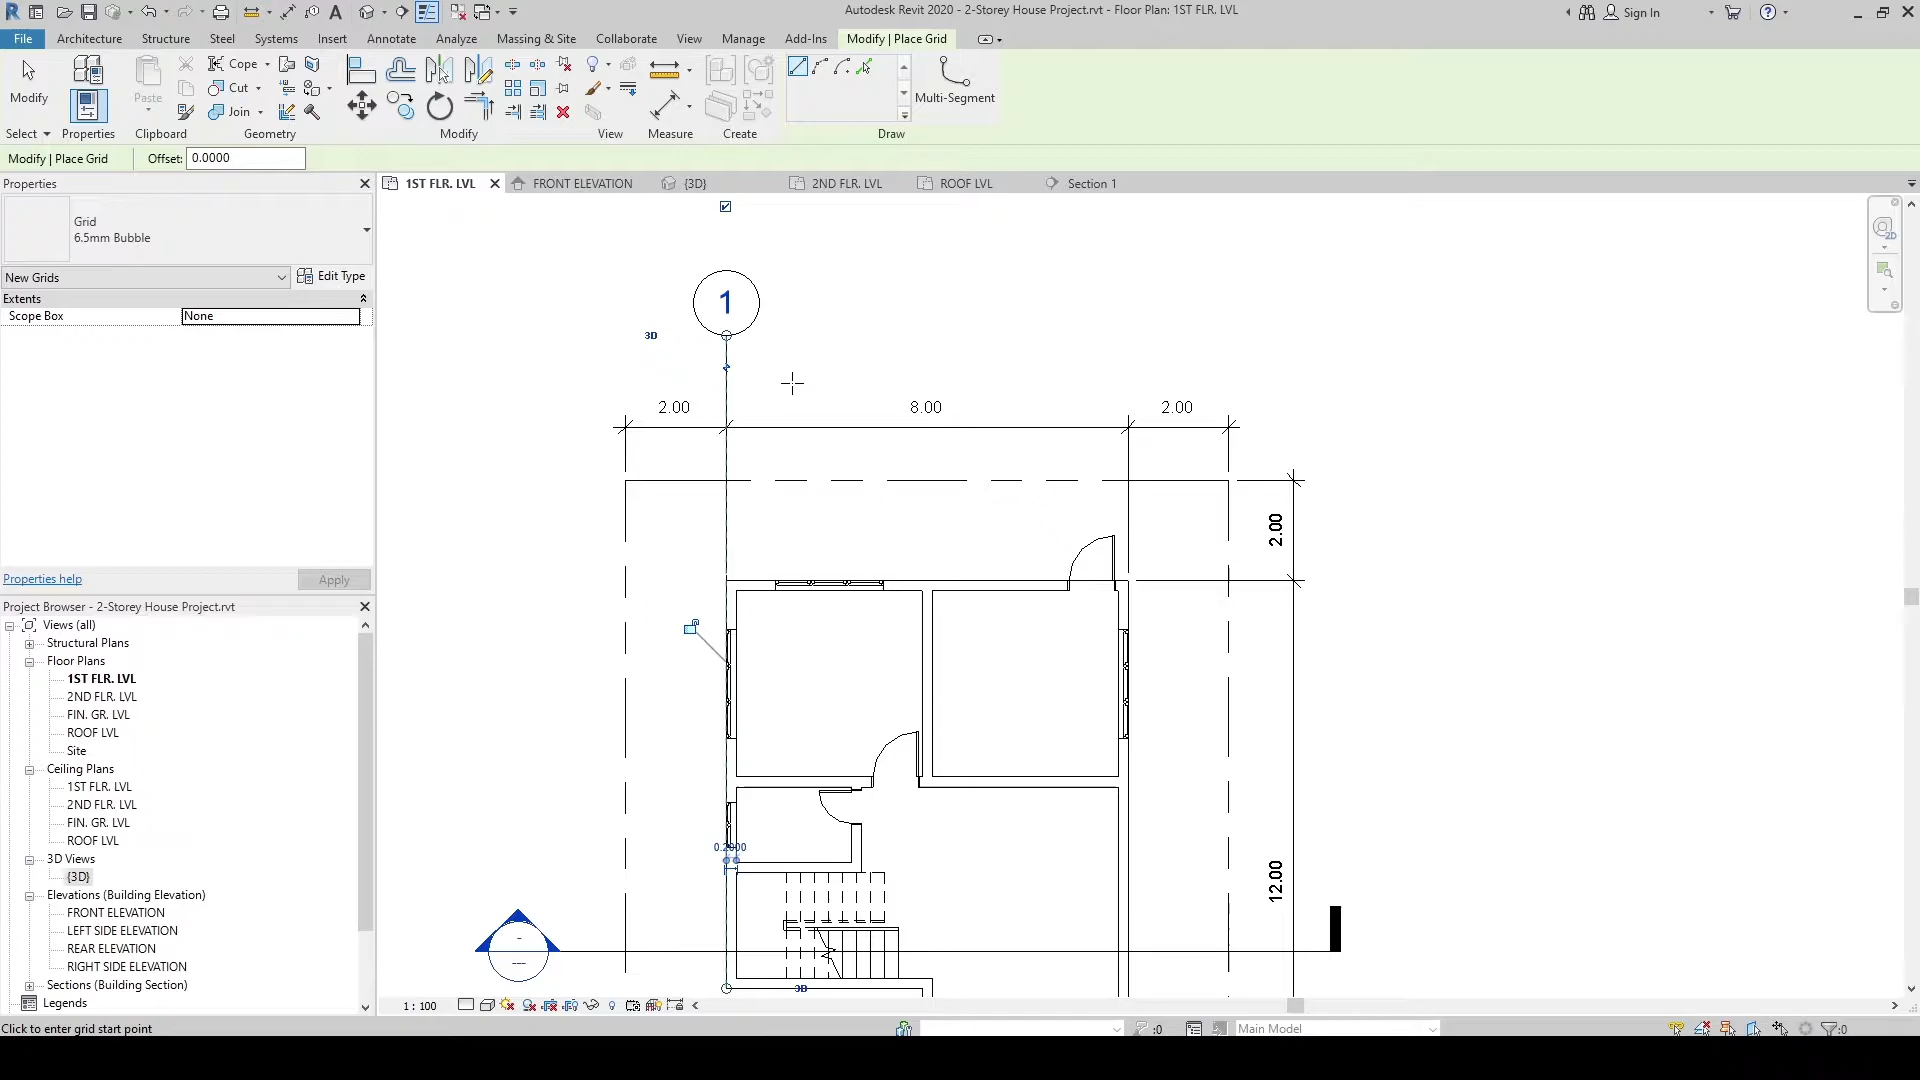 Autodesk Revit 2020 - 2-Storey House Project.rvt - Floor Plan: 1ST FLR. LVL
Sign In
File
Architecture
Structure
Steel
Systems
Insert
Annotate
Analyze
Massing & Site
Collaborate
View
Manage
Add-Ins
Modify | Place Grid
Modify
Paste
Cope
Cut
Join
Multi-Segment
Select
Properties
Clipboard
Geometry
Modify
View
Measure
Create
Draw
Modify | Place Grid
Offset:
0.0000
Properties
1ST FLR. LVL
FRONT ELEVATION
{3D}
2ND FLR. LVL
ROOF LVL
Section 1
Grid
6.5mm Bubble
New Grids
Edit Type
Extents
Scope Box
None
Properties help
Apply
Project Browser - 2-Storey House Project.rvt
Views (all)
Structural Plans
Floor Plans
1ST FLR. LVL
2ND FLR. LVL
FIN. GR. LVL
ROOF LVL
Site
Ceiling Plans
1ST FLR. LVL
2ND FLR. LVL
FIN. GR. LVL
ROOF LVL
3D Views
{3D}
Elevations (Building Elevation)
FRONT ELEVATION
LEFT SIDE ELEVATION
REAR ELEVATION
RIGHT SIDE ELEVATION
Sections (Building Section)
Legends
1
3D
2.00
8.00
2.00
2.00
12.00
0.2000
3D
2D
1 : 100
Click to enter grid start point
:0
Main Model
:0